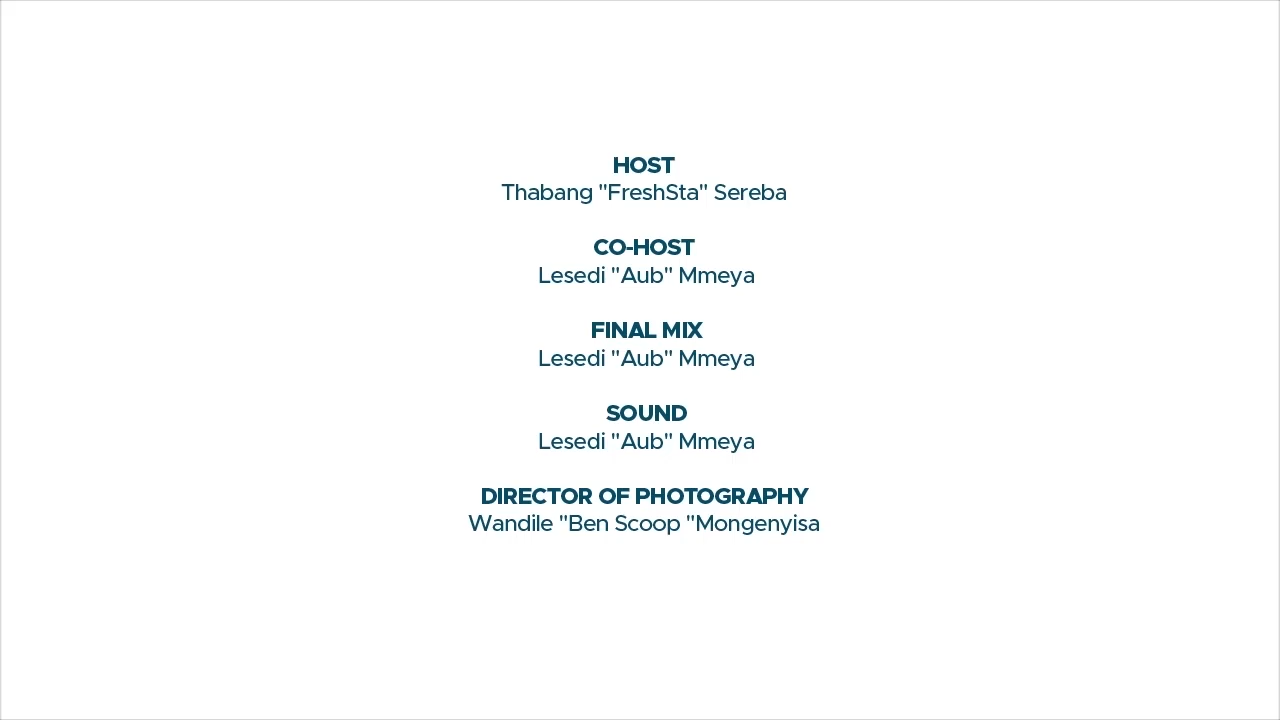 HOST
Thabang "FreshSta" Sereba
CO-HOST
Lesedi "Aub" Mmeya
FINAL MIX
Lesedi "Aub" Mmeya
SOUND
Lesedi "Aub" Mmeya
DIRECTOR OF PHOTOGRAPHY
Wandile "Ben Scoop "Mongenyisa